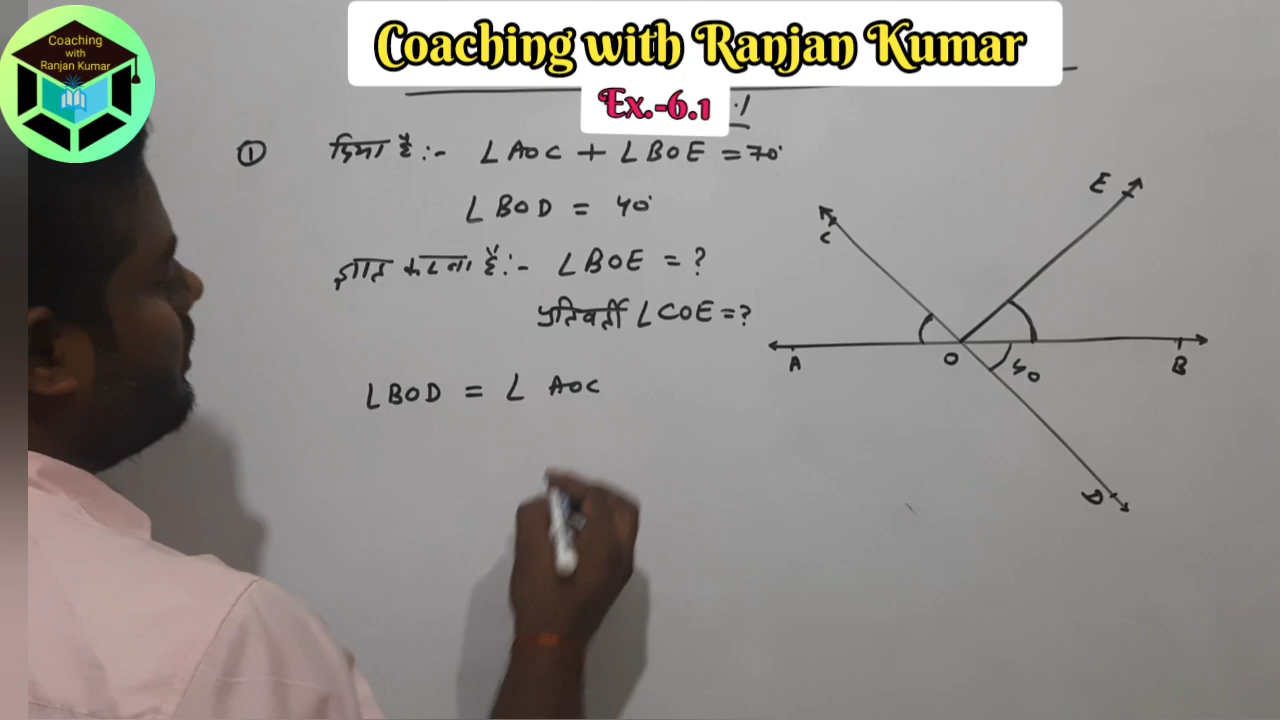 Coaching
with
Ranjan Kumar
Coaching with Ranjan Kumar
Ex.-6.1
.1
① दिया है:- ∠AOC + ∠BOE = 70°
∠BOD = 40°
ज्ञात करना है:- ∠BOE = ?
प्रतिवर्ती ∠COE = ?
∠BOD = ∠AOC
E
C
A
O
40
B
D